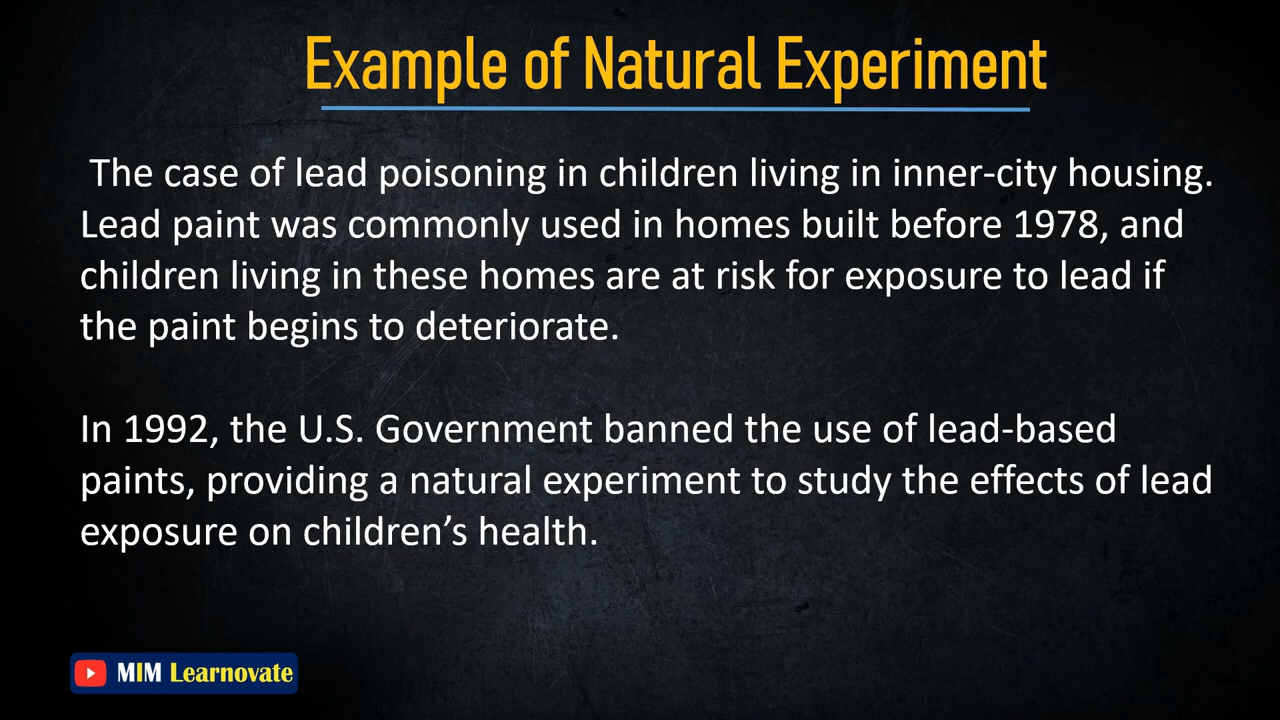 Example of Natural Experiment
The case of lead poisoning in children living in inner-city housing.
Lead paint was commonly used in homes built before 1978, and
children living in these homes are at risk for exposure to lead if
the paint begins to deteriorate.
In 1992, the U.S. Government banned the use of lead-based
paints, providing a natural experiment to study the effects of lead
exposure on children’s health.
MIM Learnovate